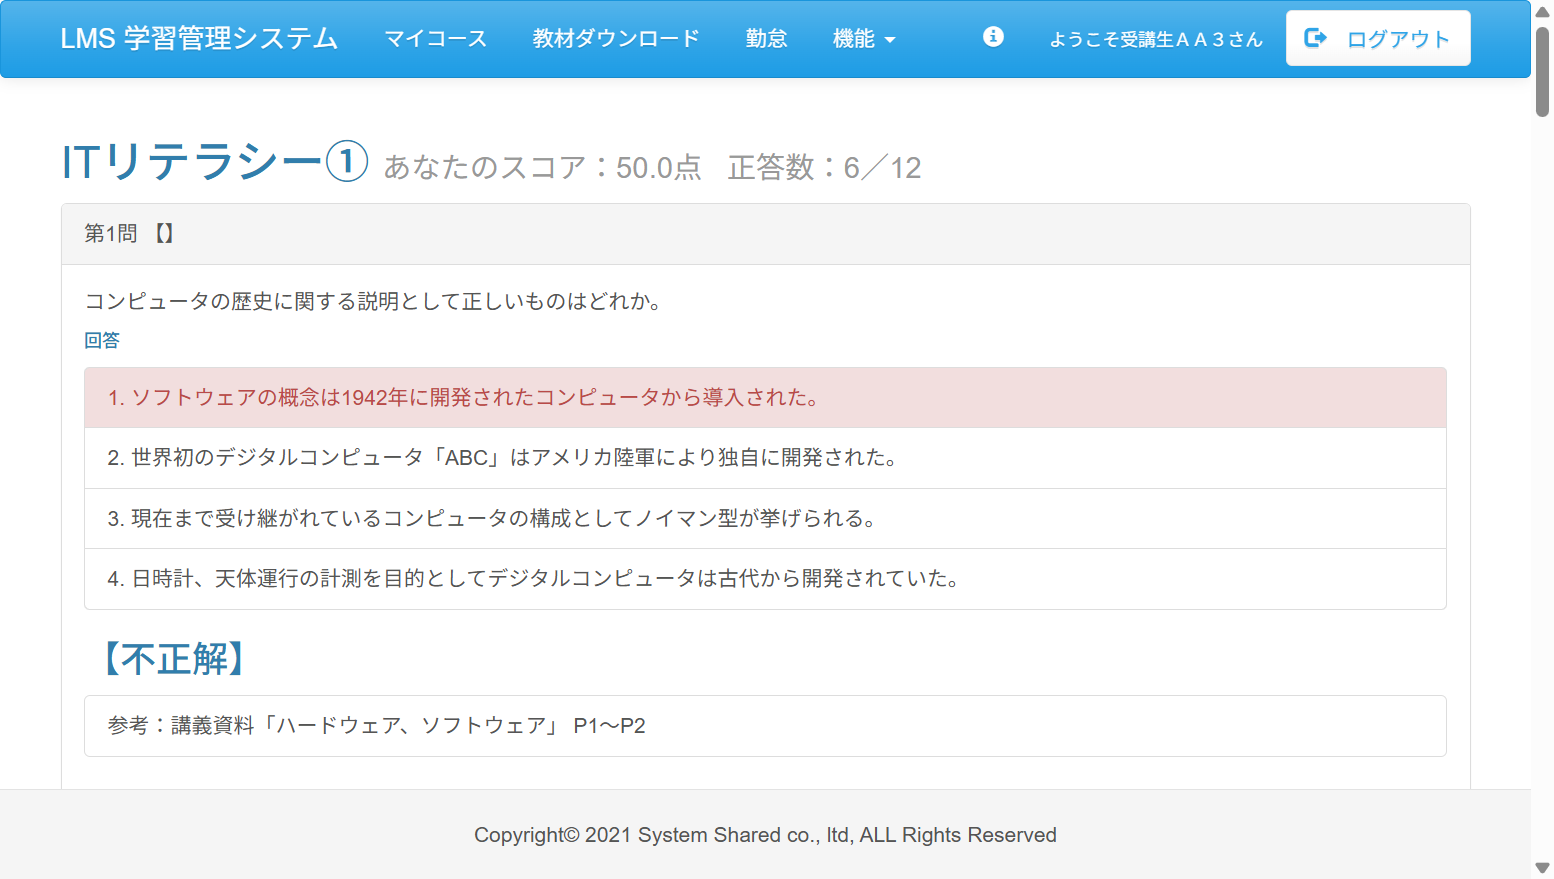 LMS 学習管理システム マイコース 教材ダウンロード 勤怠 機能 ようこそ受講生ＡＡ３さん ログアウト
ITリテラシー① あなたのスコア：50.0点 正答数：6／12
第1問 【】
コンピュータの歴史に関する説明として正しいものはどれか。
回答
1. ソフトウェアの概念は1942年に開発されたコンピュータから導入された。
2. 世界初のデジタルコンピュータ「ABC」はアメリカ陸軍により独自に開発された。
3. 現在まで受け継がれているコンピュータの構成としてノイマン型が挙げられる。
4. 日時計、天体運行の計測を目的としてデジタルコンピュータは古代から開発されていた。
【不正解】
参考：講義資料「ハードウェア、ソフトウェア」 P1～P2
Copyright© 2021 System Shared co., ltd, ALL Rights Reserved